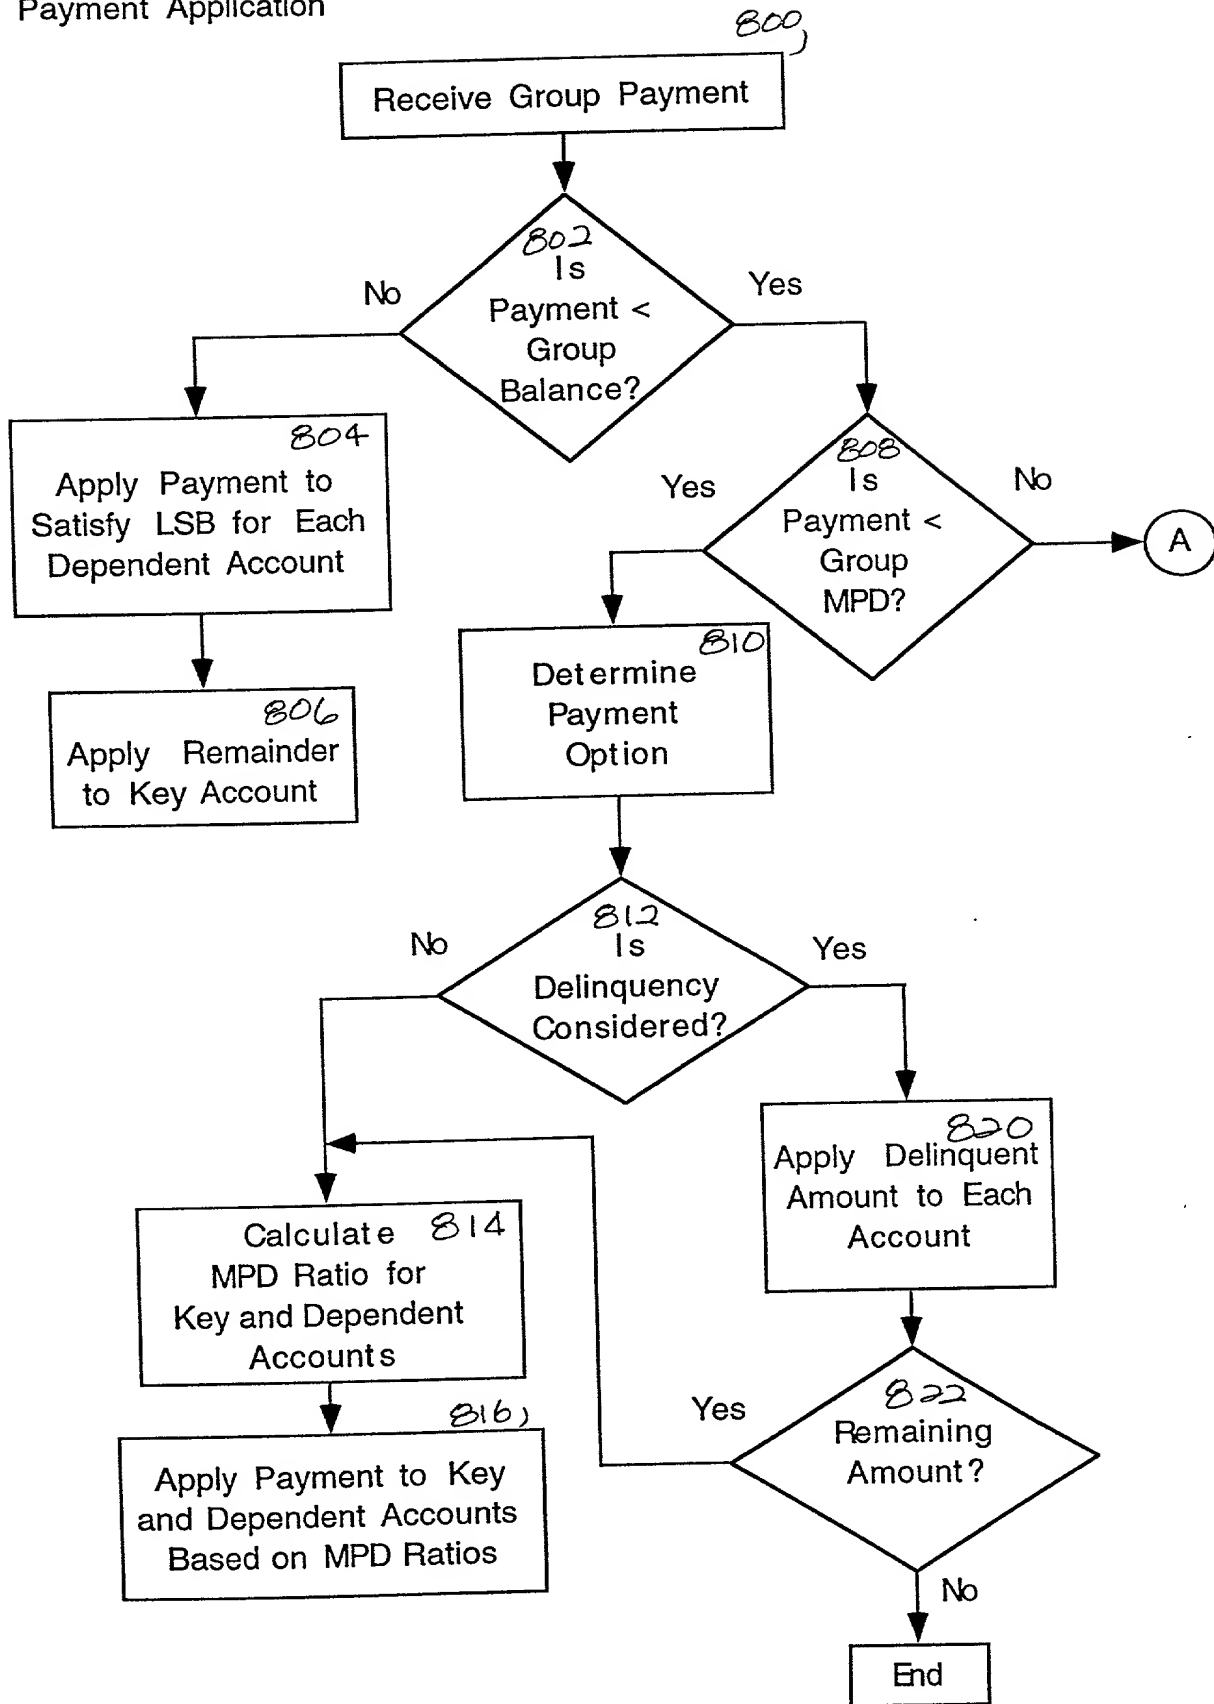 Payment Application
800
Receive Group Payment
802
Is
Payment <
Group
Balance?
No
Yes
804
Apply Payment to
Satisfy LSB for Each
Dependent Account
806
Apply Remainder
to Key Account
808
Is
Payment <
Group
MPD?
Yes
No
A
810
Determine
Payment
Option
812
Is
Delinquency
Considered?
No
Yes
820
Apply Delinquent
Amount to Each
Account
Calculate 814
MPD Ratio for
Key and Dependent
Accounts
816
Apply Payment to Key
and Dependent Accounts
Based on MPD Ratios
822
Remaining
Amount?
Yes
No
End